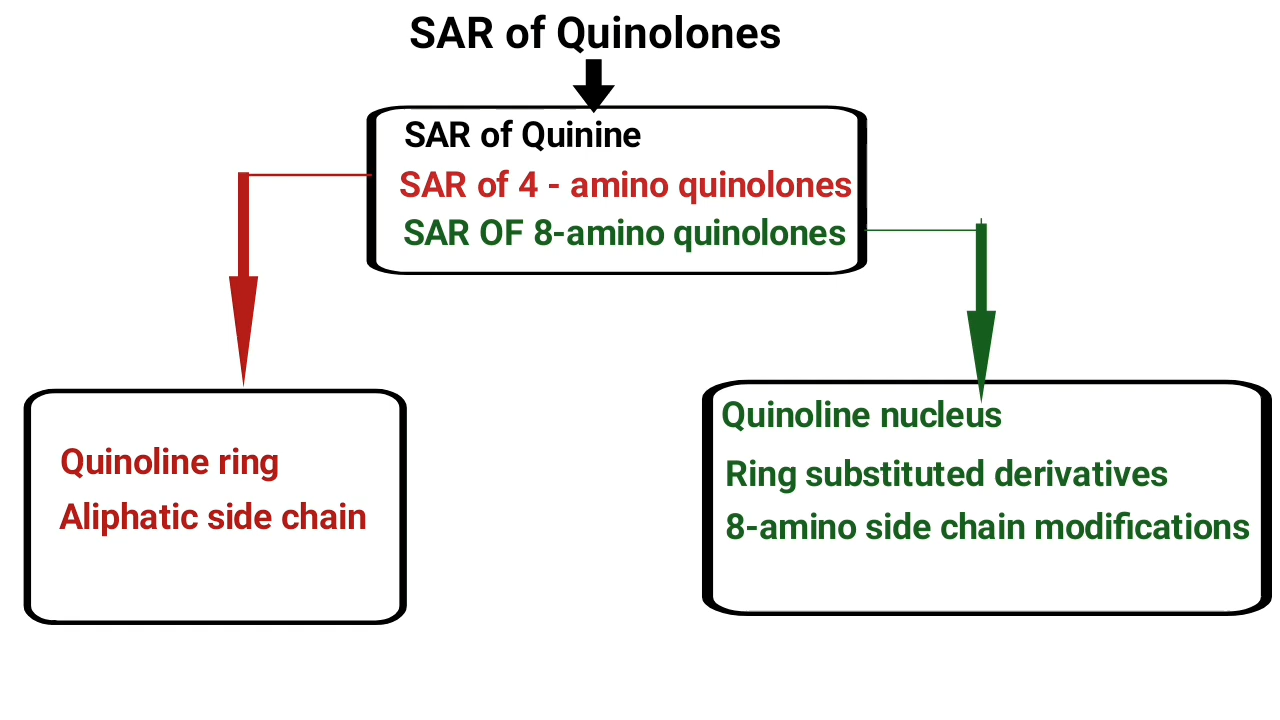 SAR of Quinolones
SAR of Quinine
SAR of 4 - amino quinolones
SAR OF 8-amino quinolones
Quinoline ring
Aliphatic side chain
Quinoline nucleus
Ring substituted derivatives
8-amino side chain modifications